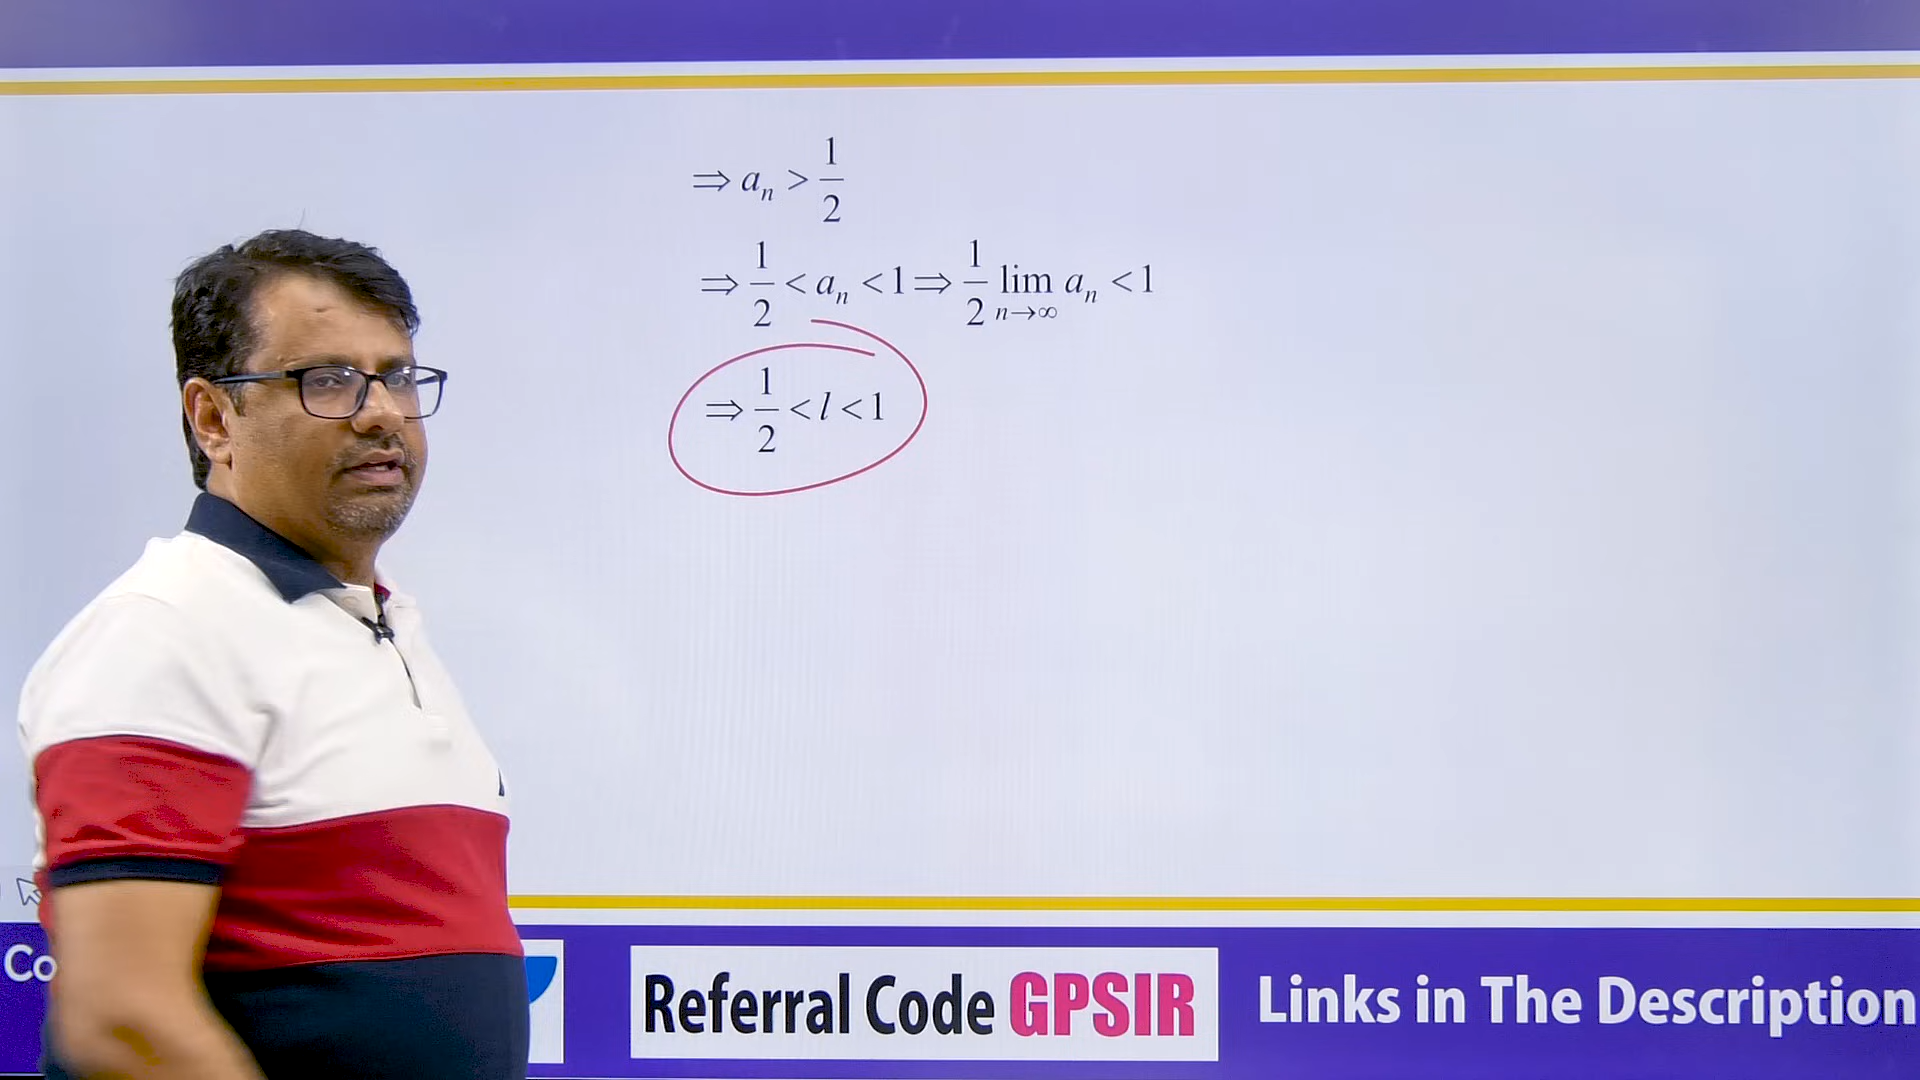 ⇒ aₙ > 1/2
⇒ 1/2 < aₙ < 1 ⇒ 1/2 lim n→∞ aₙ < 1
⇒ 1/2 < l < 1
Co
Referral Code GPSIR
Links in The Description